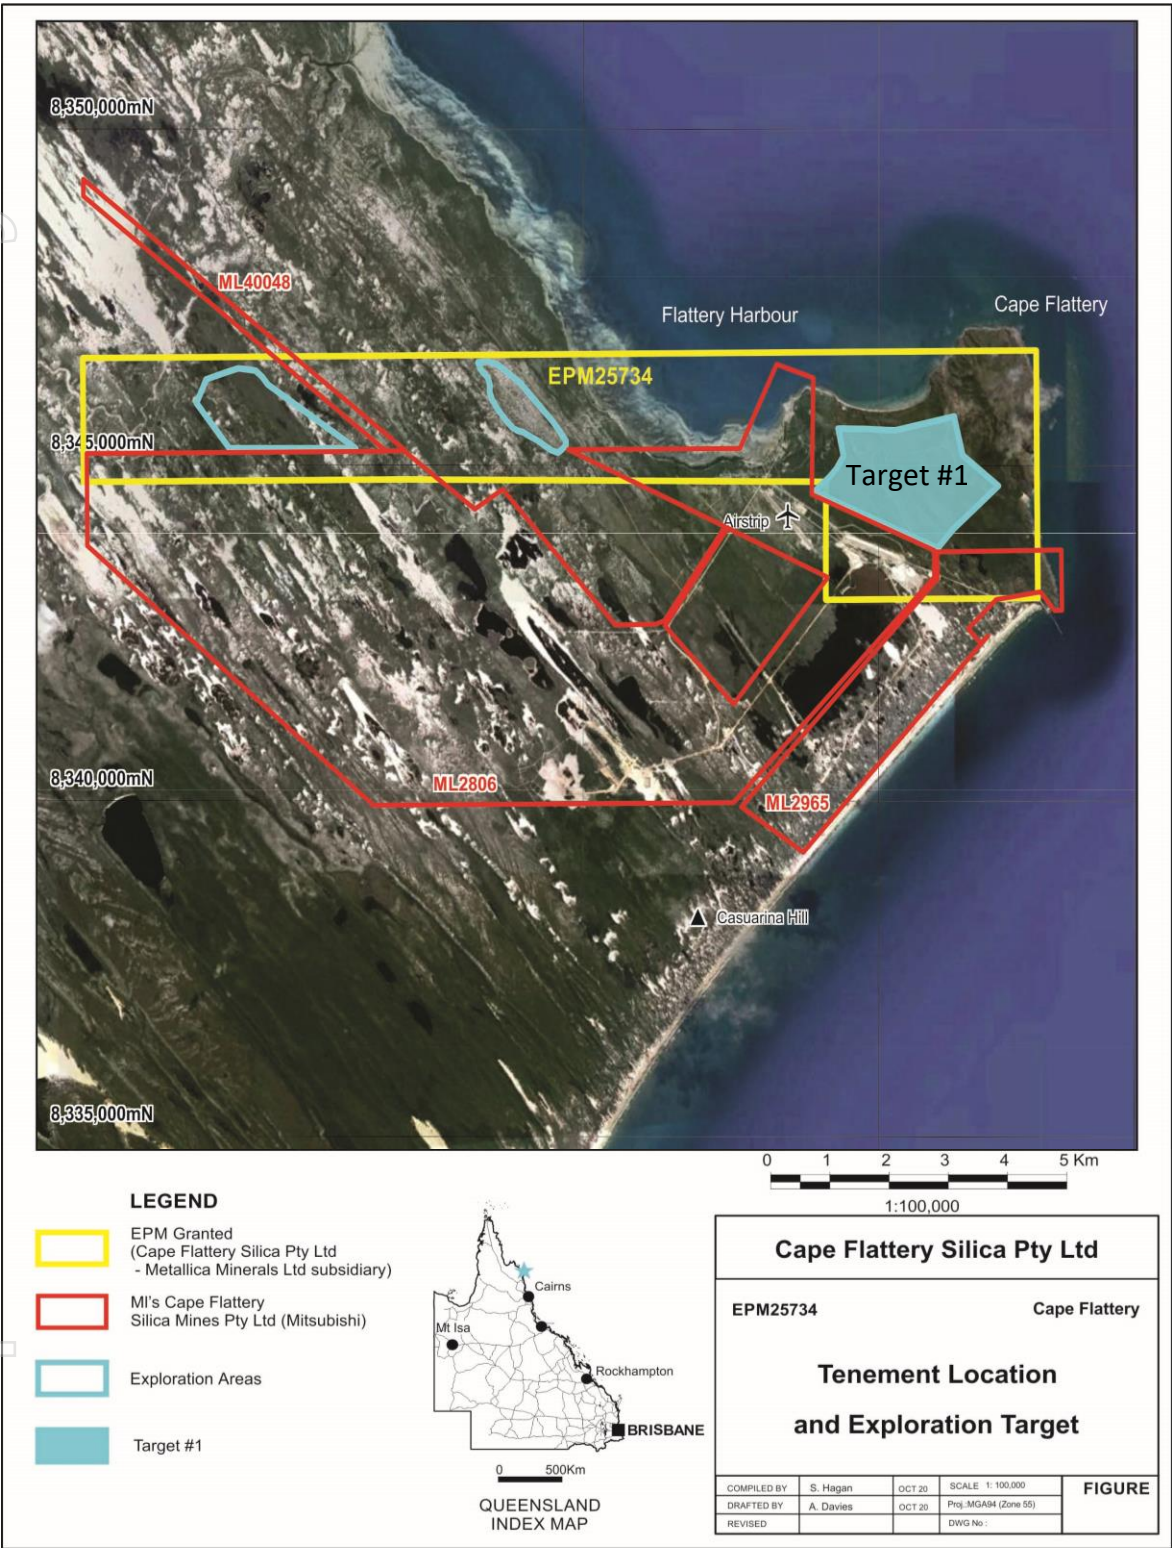 8,350,000mN
ML40048
Flattery Harbour
Cape Flattery
EPM25734
8,345,000mN
Target #1
Airstrip
8,340,000mN
ML2806
ML2965
Casuarina Hill
8,335,000mN
0 1 2 3 4 5 Km
1:100,000
LEGEND
EPM Granted
(Cape Flattery Silica Pty Ltd
- Metallica Minerals Ltd subsidiary)
Ml's Cape Flattery
Silica Mines Pty Ltd (Mitsubishi)
Exploration Areas
Target #1
Cairns
Mt Isa
Rockhampton
BRISBANE
0 500Km
QUEENSLAND
INDEX MAP
Cape Flattery Silica Pty Ltd
EPM25734 Cape Flattery
Tenement Location
and Exploration Target
COMPILED BY S. Hagan OCT 20 SCALE 1: 100,000 FIGURE
DRAFTED BY A. Davies OCT 20 Proj.:MGA94 (Zone 55)
REVISED DWG No :